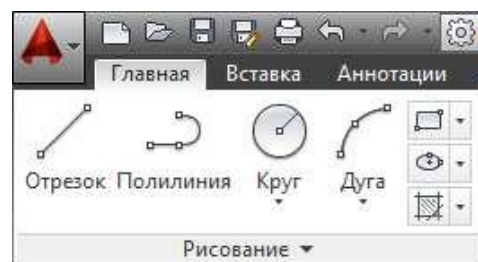 Главная Вставка Аннотации
Отрезок Полилиния Круг Дуга
Рисование